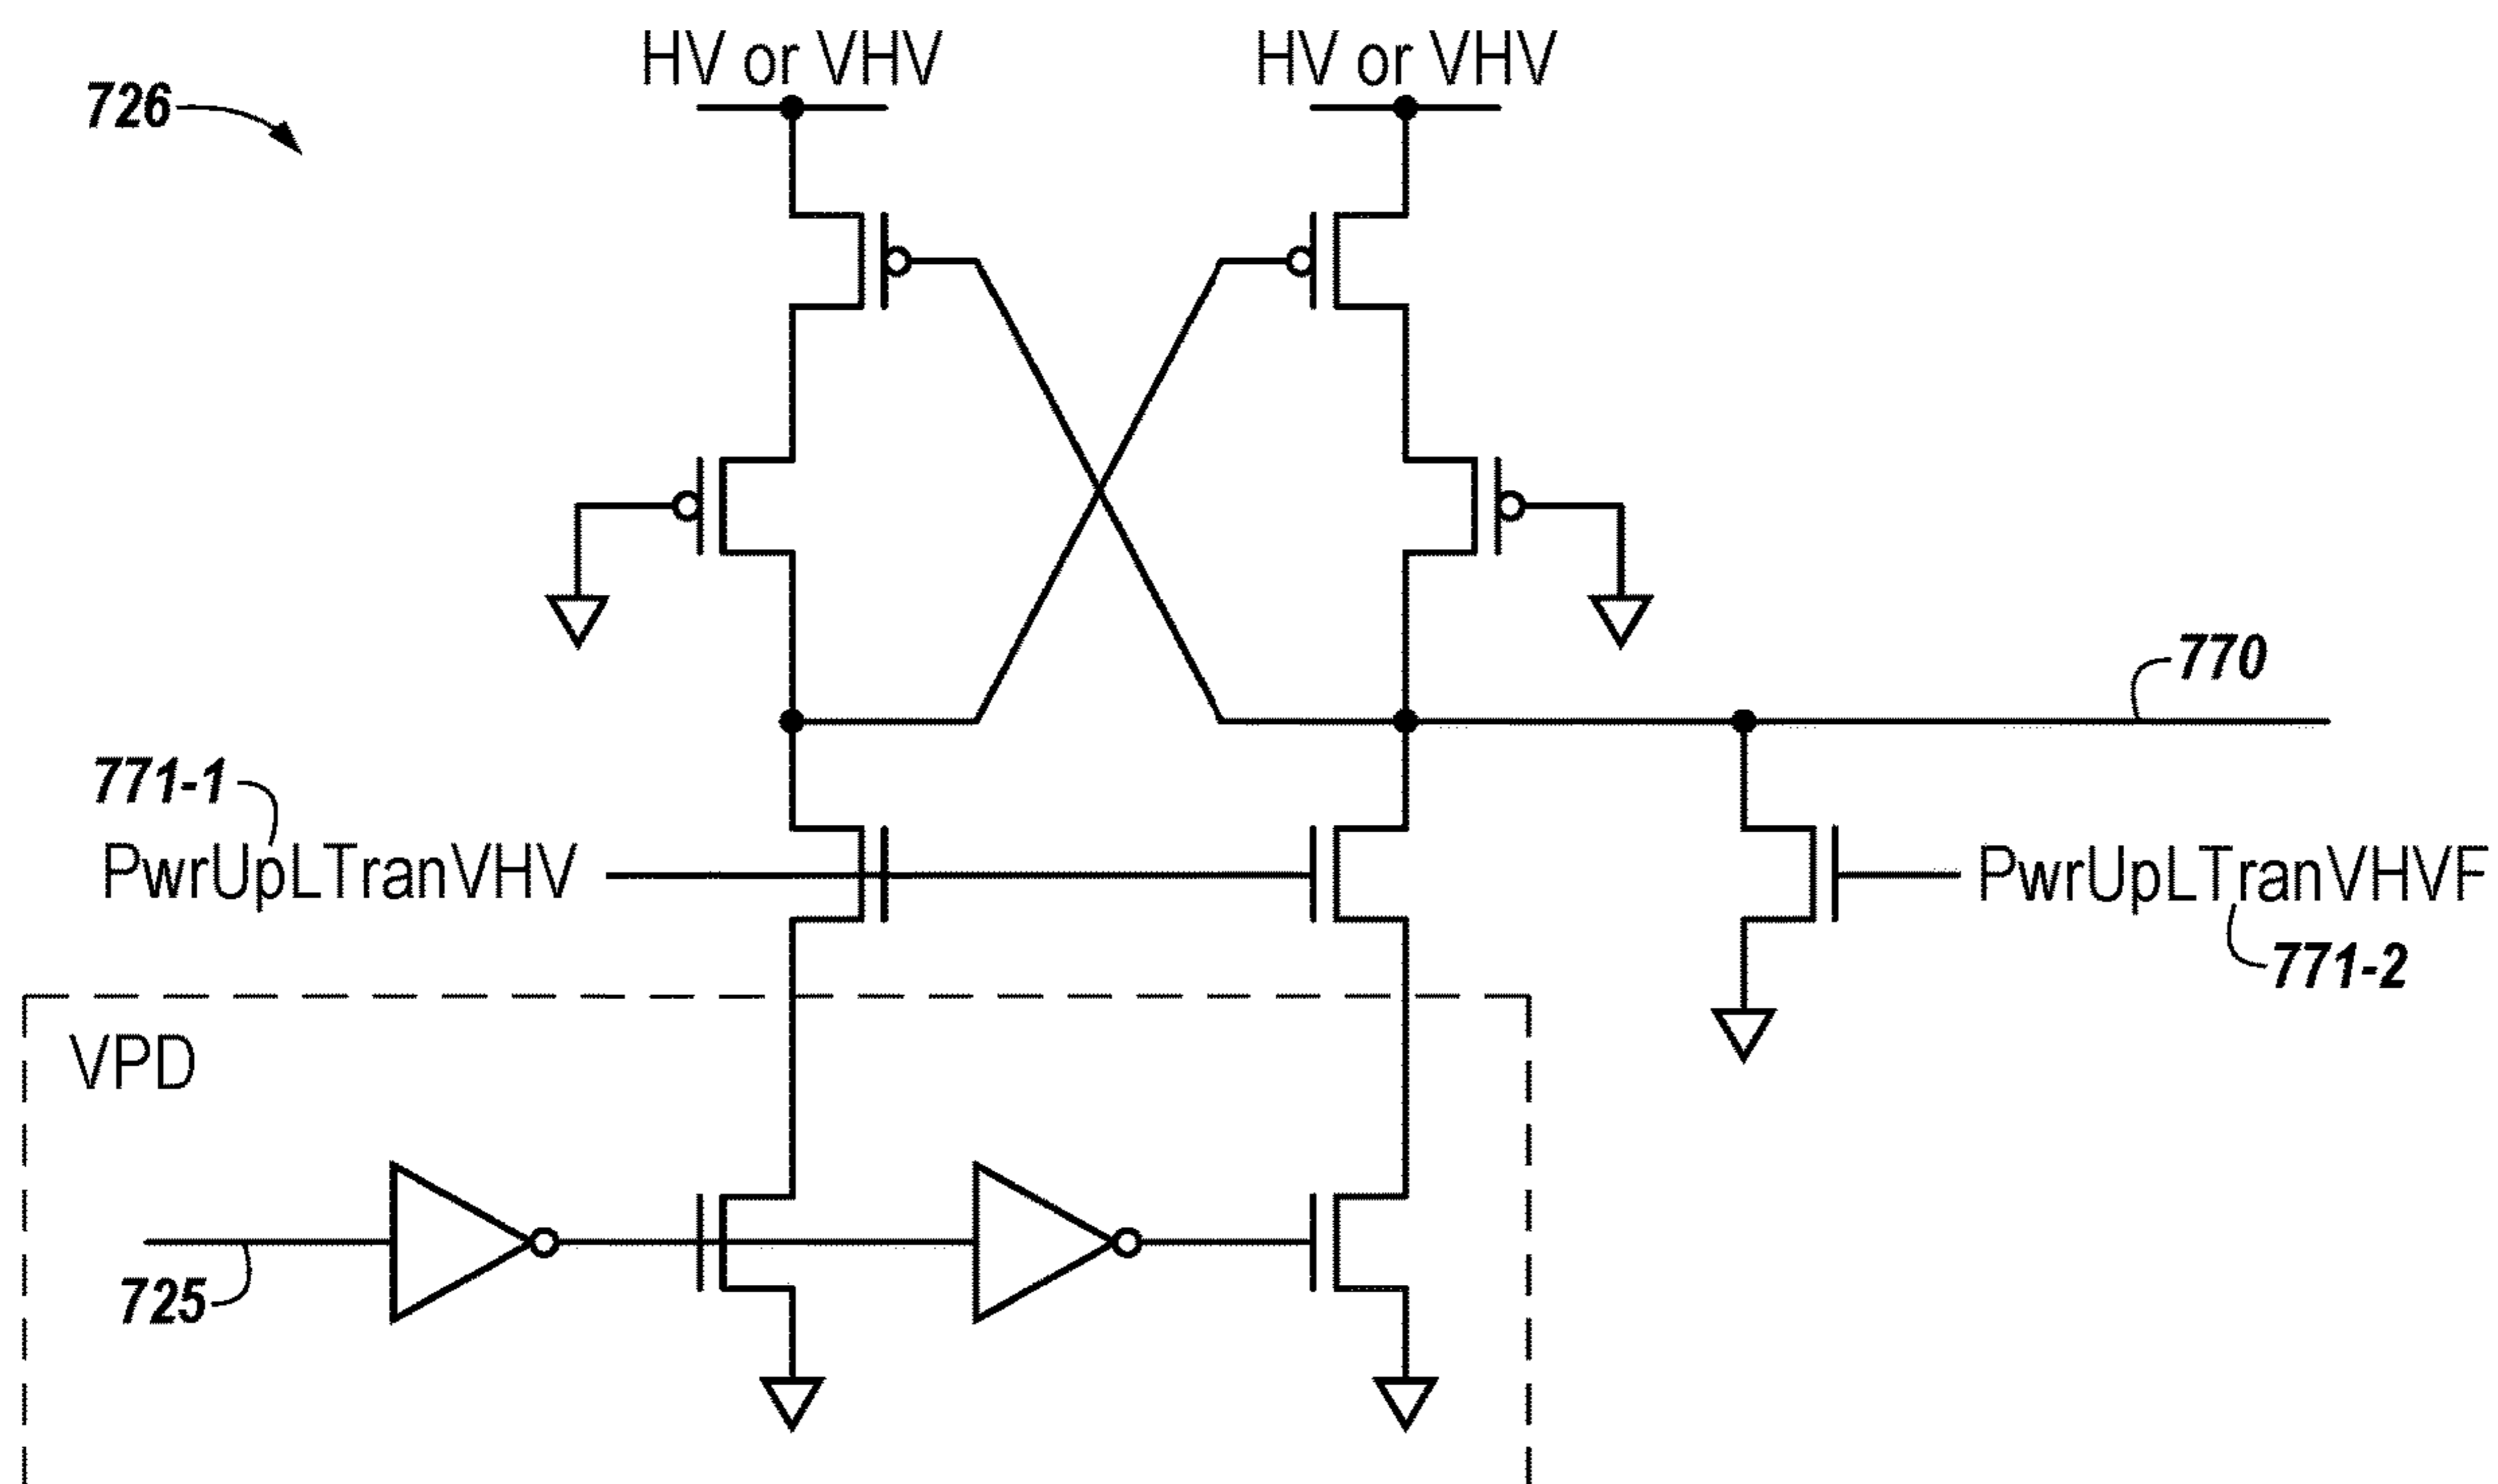 HV or VHV
HV or VHV
726
770
771-1
PwrUpLTranVHV
PwrUpLTranVHVF
771-2
VPD
725